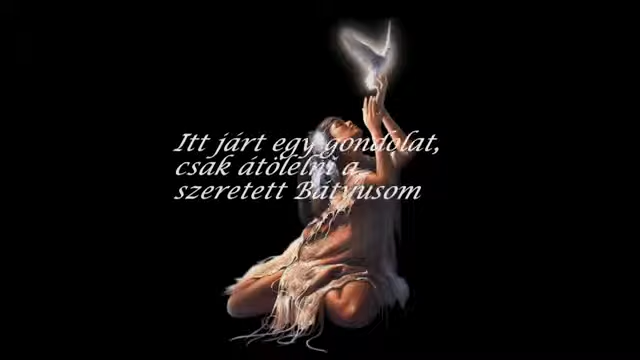 Itt járt egy gondolat,
csak átölelni a
szeretett Bátyusom